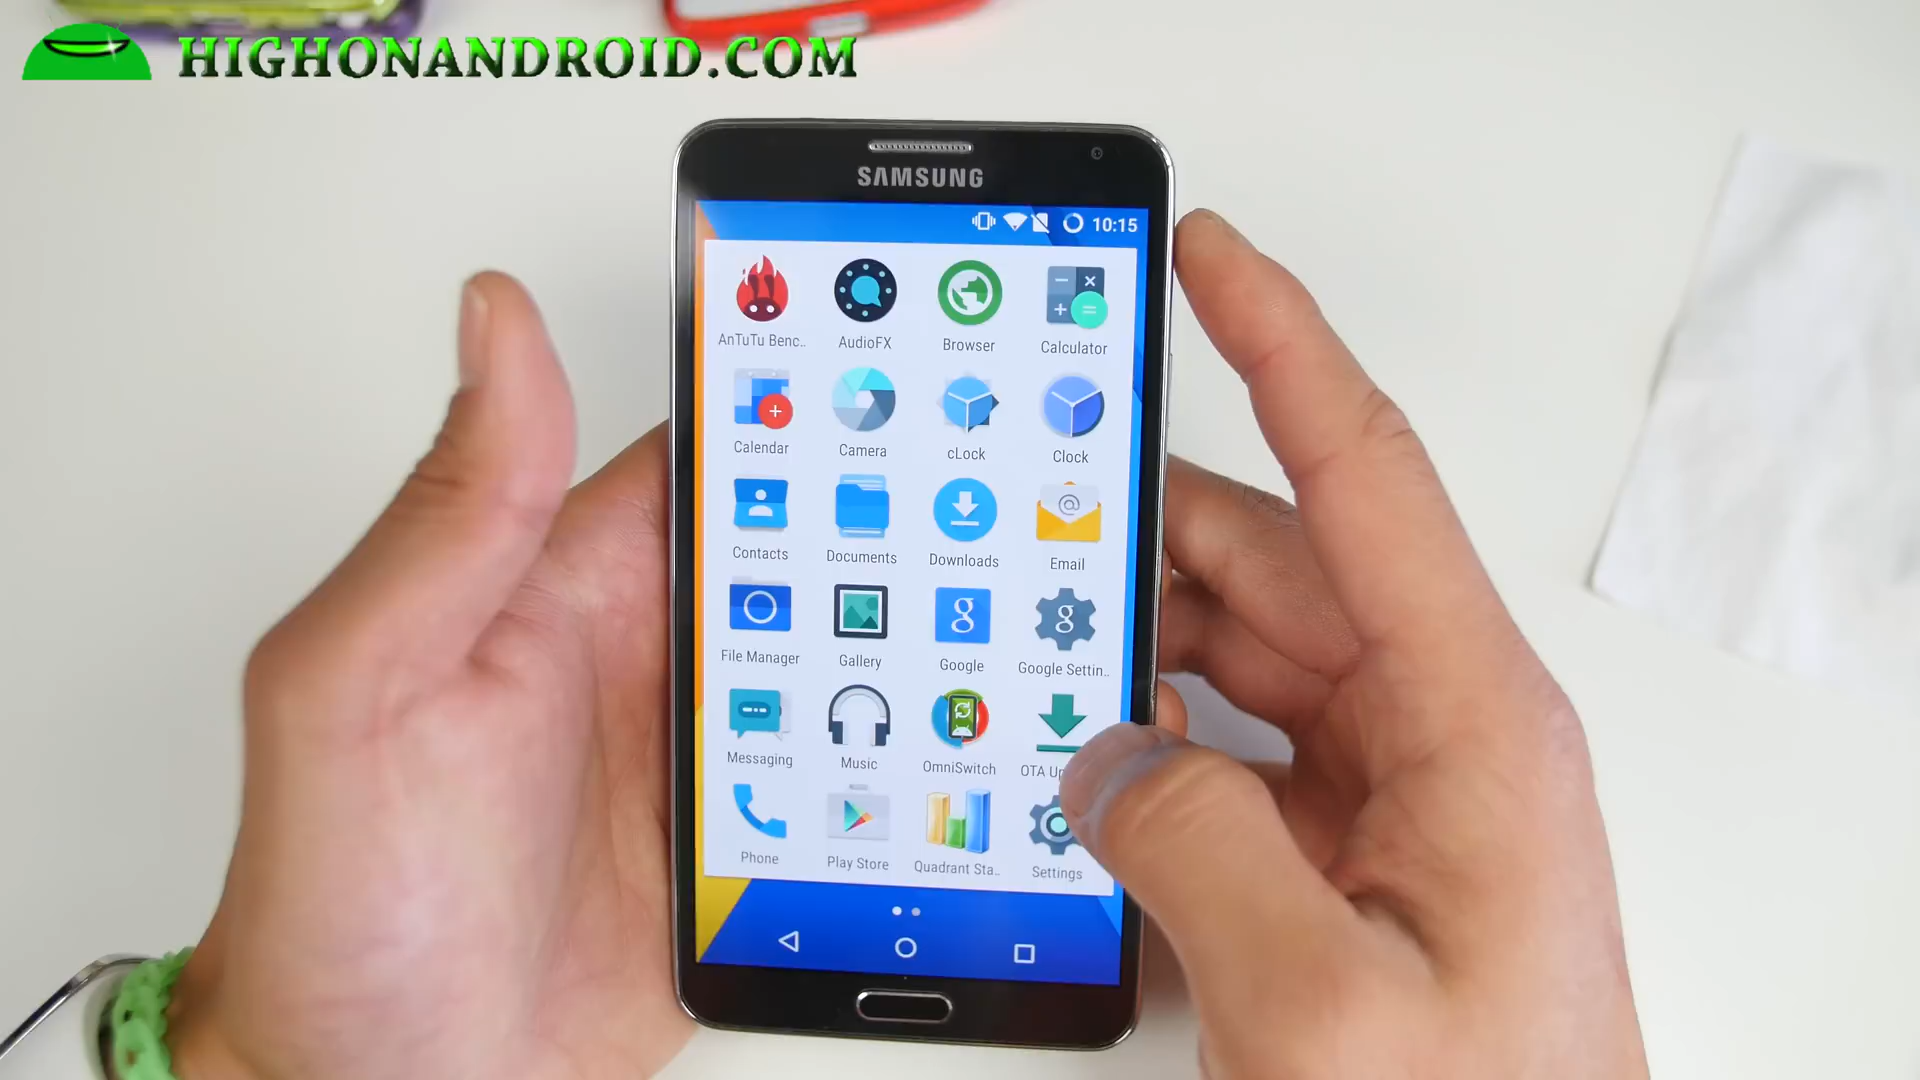 HIGHONANDROID.COM
SAMSUNG
10:15
AnTuTu Benc.. AudioFX Browser Calculator
Calendar Camera cLock Clock
Contacts Documents Downloads Email
File Manager Gallery Google Google Settin..
Messaging Music OmniSwitch OTA
Phone Play Store Quadrant Sta.. Settings